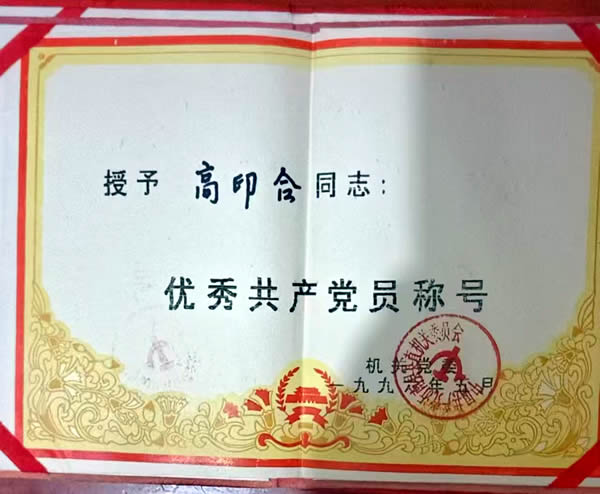 授予 高印合同志：
优秀共产党员称号
机关党委
一九九 年五月